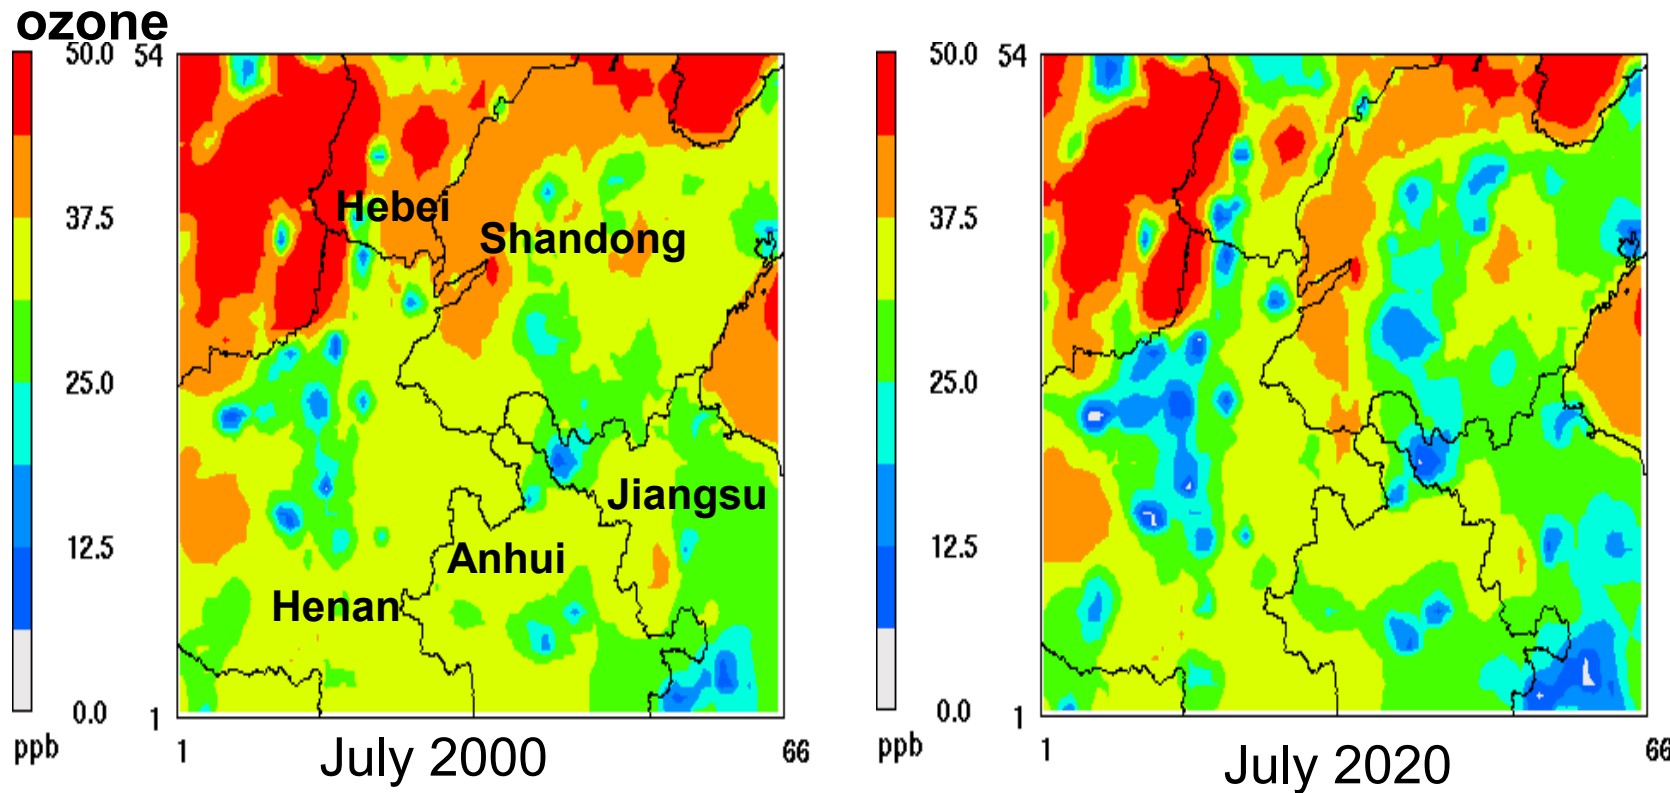 ozone
50.0 54
37.5
25.0
12.5
0.0 1
ppb 1 66
Hebei
Shandong
Jiangsu
Anhui
Henan
July 2000
50.0 54
37.5
25.0
12.5
0.0 1
ppb 1 66
July 2020